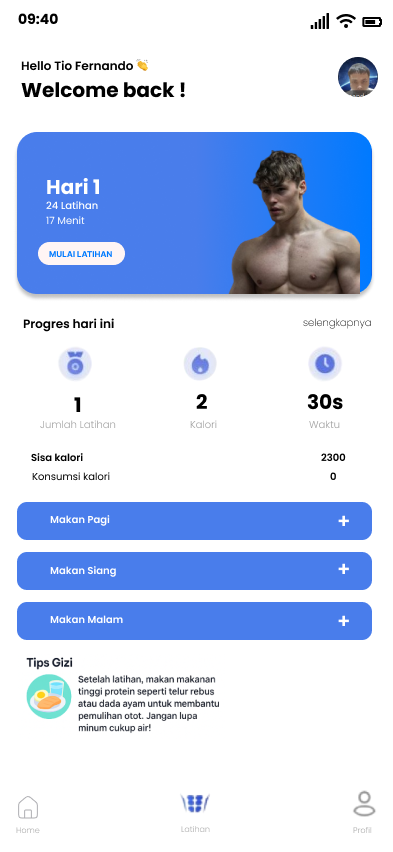 09:40
Hello Tio Fernando 👏
Welcome back !
Hari 1
24 Latihan
17 Menit
MULAI LATIHAN
Progres hari ini
selengkapnya
1
2
30s
Jumlah Latihan
Kalori
Waktu
Sisa kalori
2300
Konsumsi kalori
0
Makan Pagi +
Makan Siang +
Makan Malam +
Tips Gizi
Setelah latihan, makan makanan
tinggi protein seperti telur rebus
atau dada ayam untuk membantu
pemulihan otot. Jangan lupa
minum cukup air!
Home
Latihan
Profil